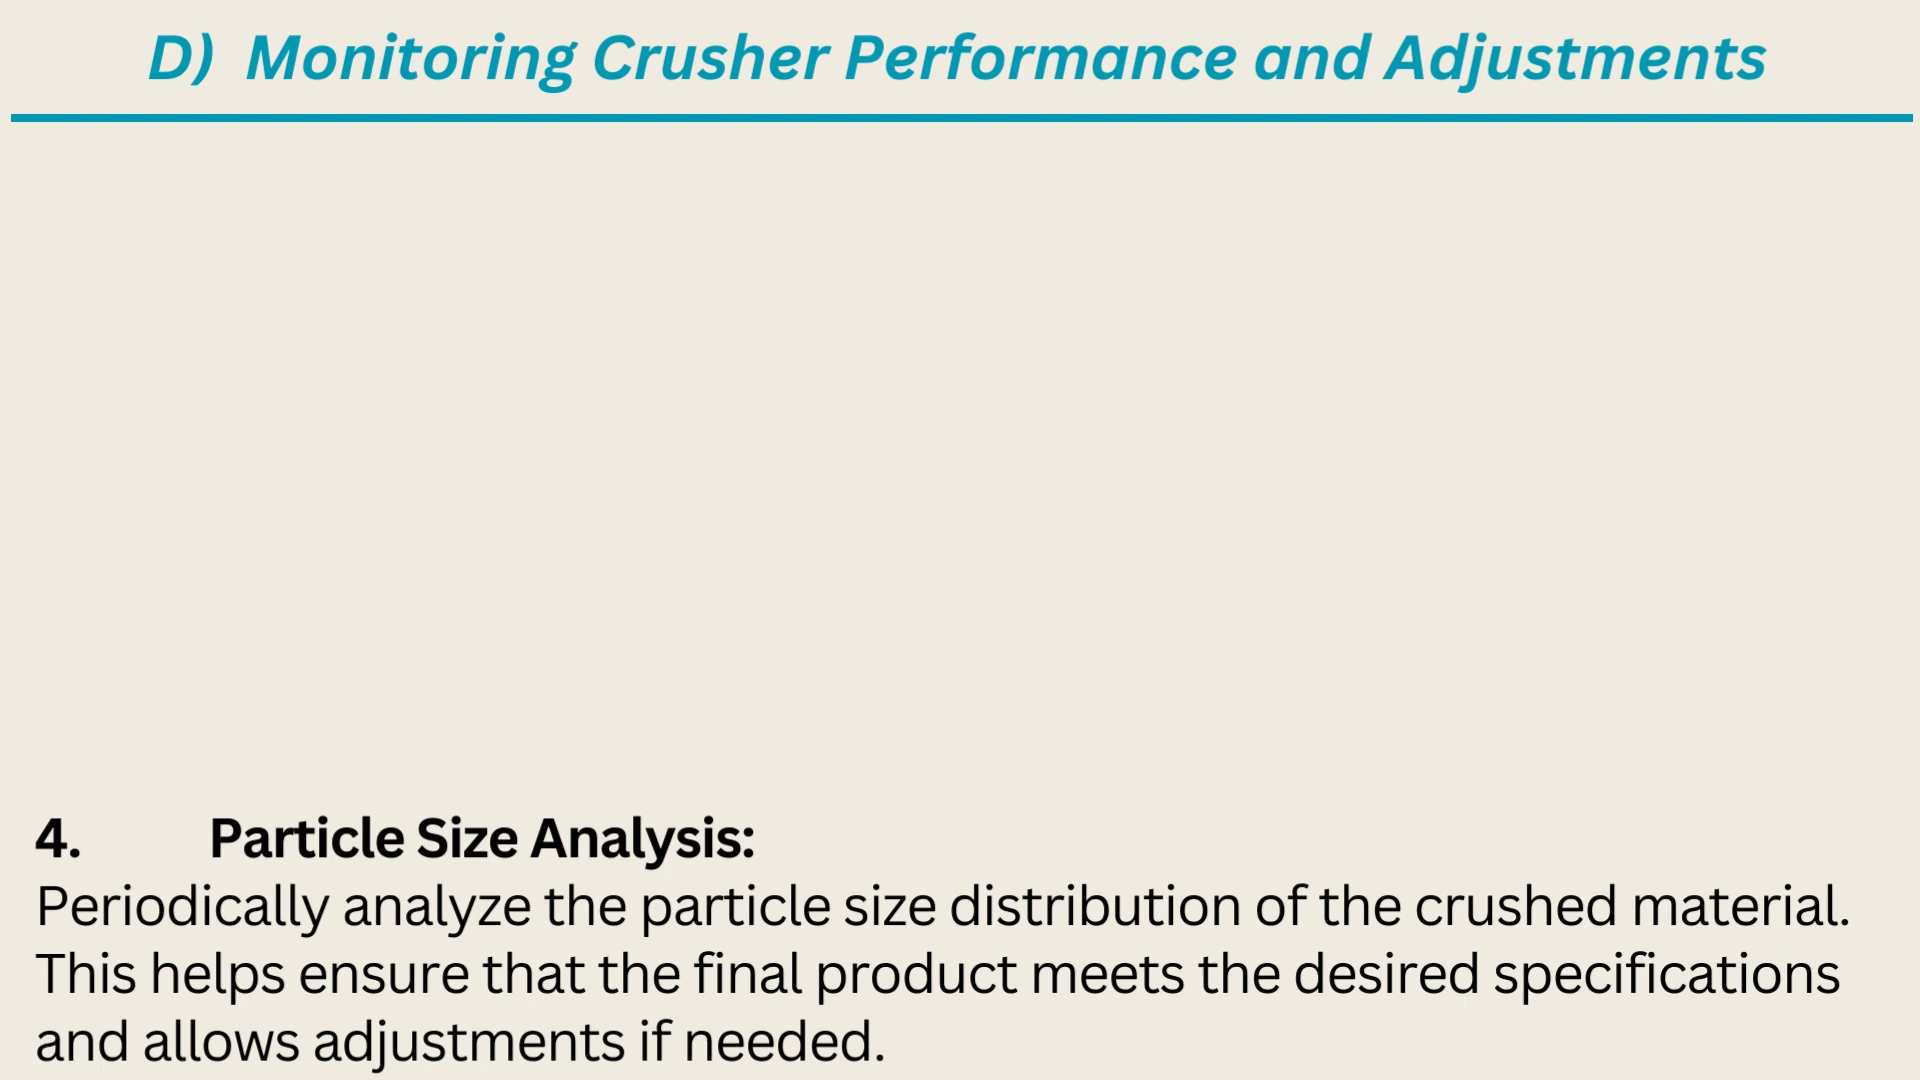 D) Monitoring Crusher Performance and Adjustments
4. Particle Size Analysis:
Periodically analyze the particle size distribution of the crushed material.
This helps ensure that the final product meets the desired specifications
and allows adjustments if needed.